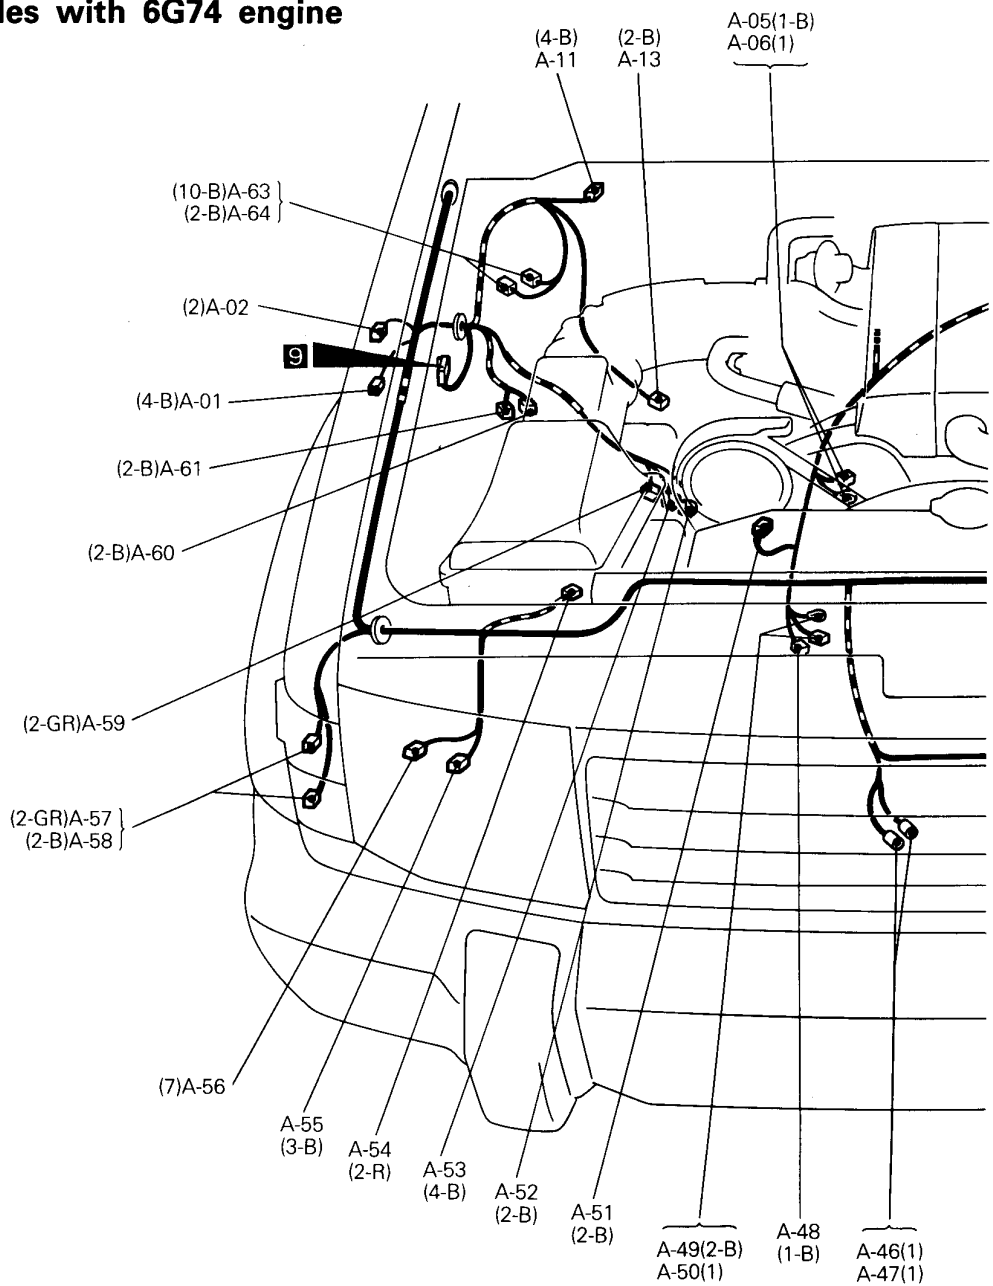 les with 6G74 engine
A-05(1-B)
A-06(1)
(4-B)
A-11
(2-B)
A-13
(10-B)A-63
(2-B)A-64
(2)A-02
9
(4-B)A-01
(2-B)A-61
(2-B)A-60
(2-GR)A-59
(2-GR)A-57
(2-B)A-58
(7)A-56
A-55
(3-B)
A-54
(2-R)
A-53
(4-B)
A-52
(2-B)
A-51
(2-B)
A-49(2-B)
A-50(1)
A-48
(1-B)
A-46(1)
A-47(1)